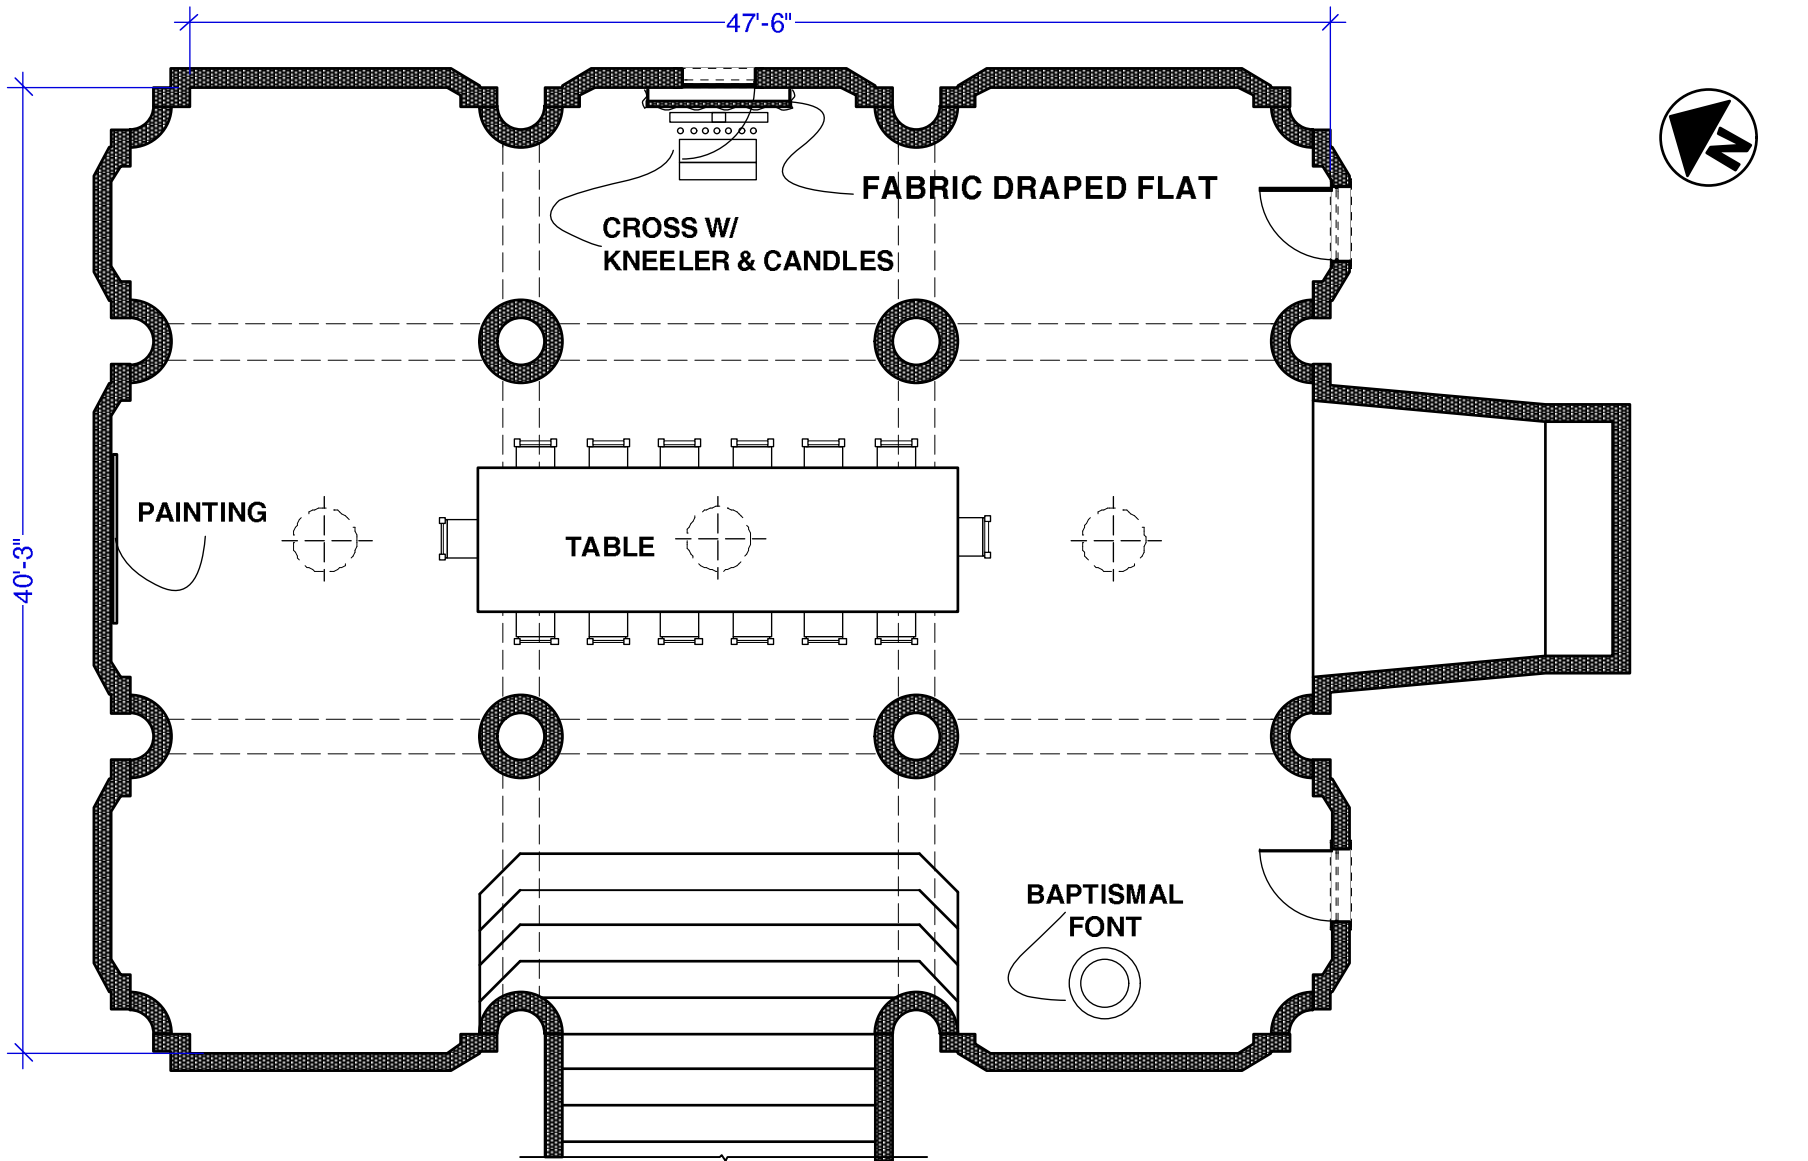 47'-6"
N
FABRIC DRAPED FLAT
CROSS W/
KNEELER & CANDLES
PAINTING
TABLE
40'-3"
BAPTISMAL
FONT